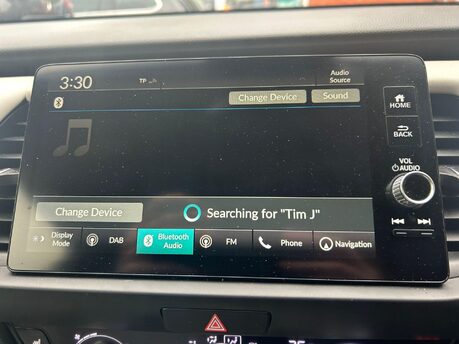 3:30
TP
Audio
Source
Change Device
Sound
HOME
BACK
VOL
AUDIO
Change Device
Searching for "Tim J"
Display
Mode
DAB
Bluetooth
Audio
FM
Phone
Navigation